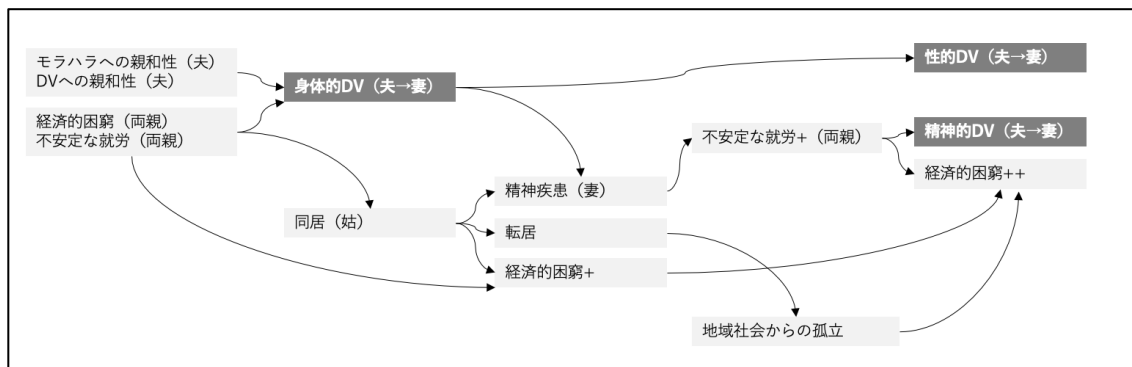 モラハラへの親和性（夫）
DVへの親和性（夫）
経済的困窮（両親）
不安定な就労（両親）
身体的DV（夫→妻）
同居（姑）
精神疾患（妻）
転居
経済的困窮+
不安定な就労+（両親）
地域社会からの孤立
性的DV（夫→妻）
精神的DV（夫→妻）
経済的困窮++